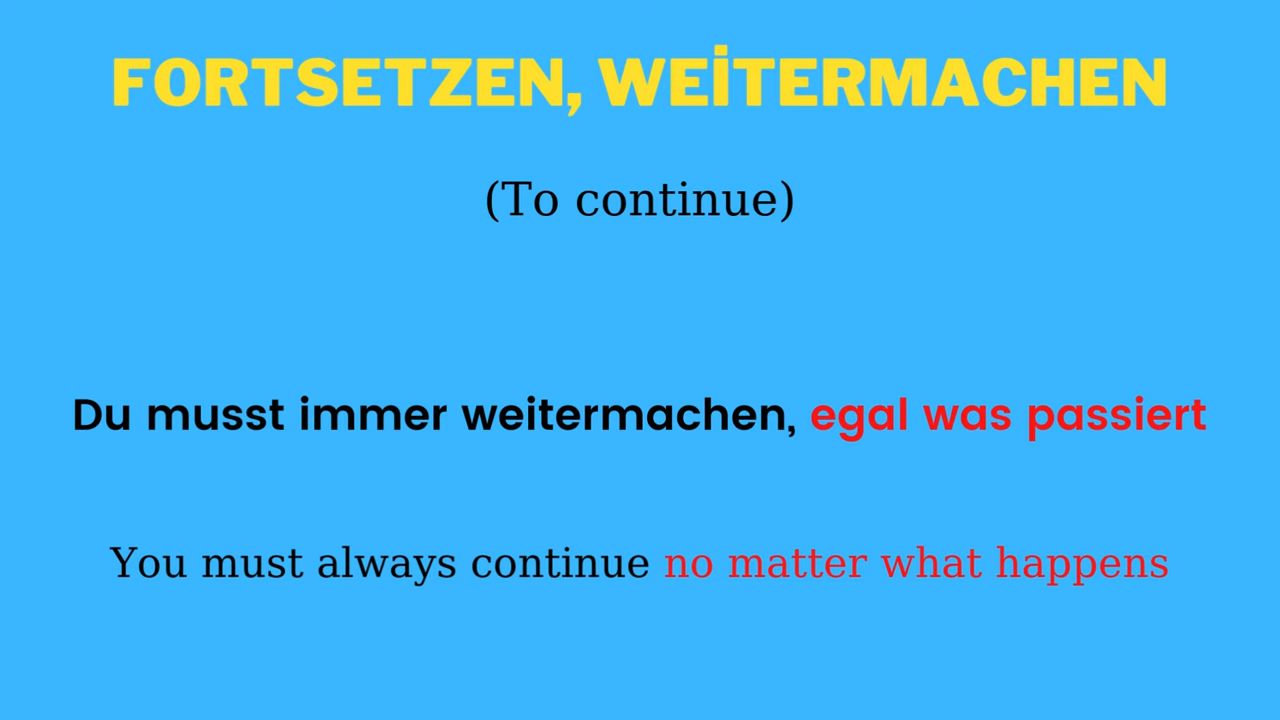 FORTSETZEN, WEİTERMACHEN
(To continue)
Du musst immer weitermachen, egal was passiert
You must always continue no matter what happens